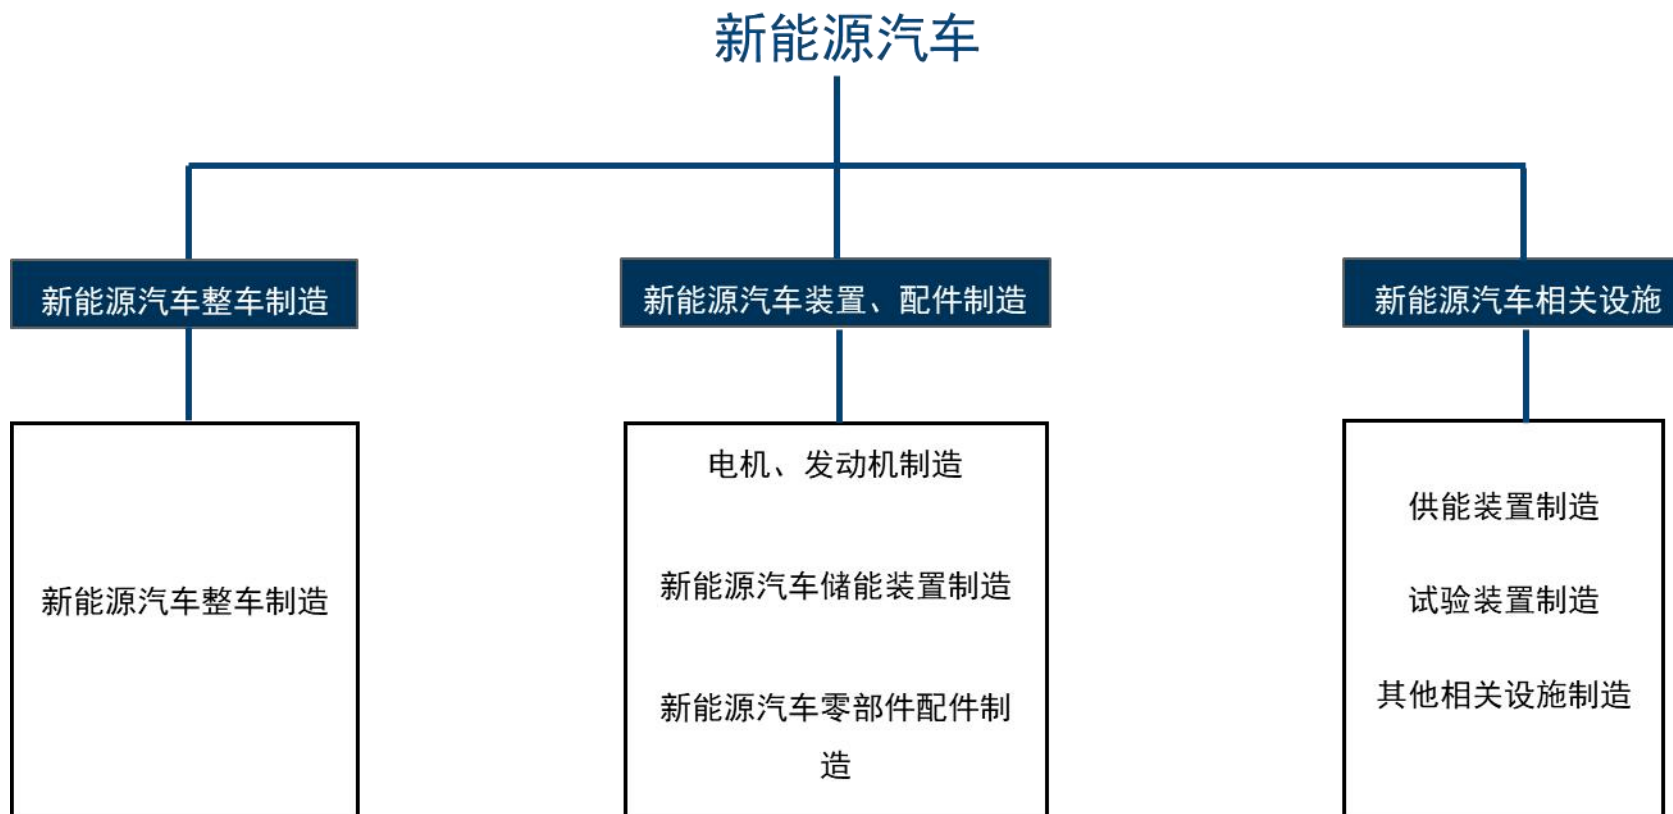 新能源汽车
新能源汽车整车制造
新能源汽车装置、配件制造
新能源汽车相关设施
新能源汽车整车制造
电机、发动机制造
新能源汽车储能装置制造
新能源汽车零部件配件制
造
供能装置制造
试验装置制造
其他相关设施制造